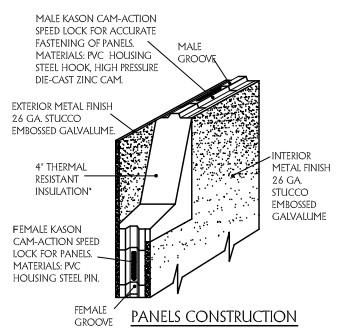 MALE KASON CAM-ACTION
SPEED LOCK FOR ACCURATE
FASTENING OF PANELS.
MATERIALS: PVC HOUSING
STEEL HOOK, HIGH PRESSURE
DIE-CAST ZINC CAM.
MALE
GROOVE
EXTERIOR METAL FINISH
26 GA. STUCCO
EMBOSSED GALVALUME.
4" THERMAL
RESISTANT
INSULATION"
INTERIOR
METAL FINISH
26 GA.
STUCCO
EMBOSSED
GALVALUME
FEMALE KASON
CAM-ACTION SPEED
LOCK FOR PANELS.
MATERIALS: PVC
HOUSING STEEL PIN.
FEMALE
GROOVE
PANELS CONSTRUCTION